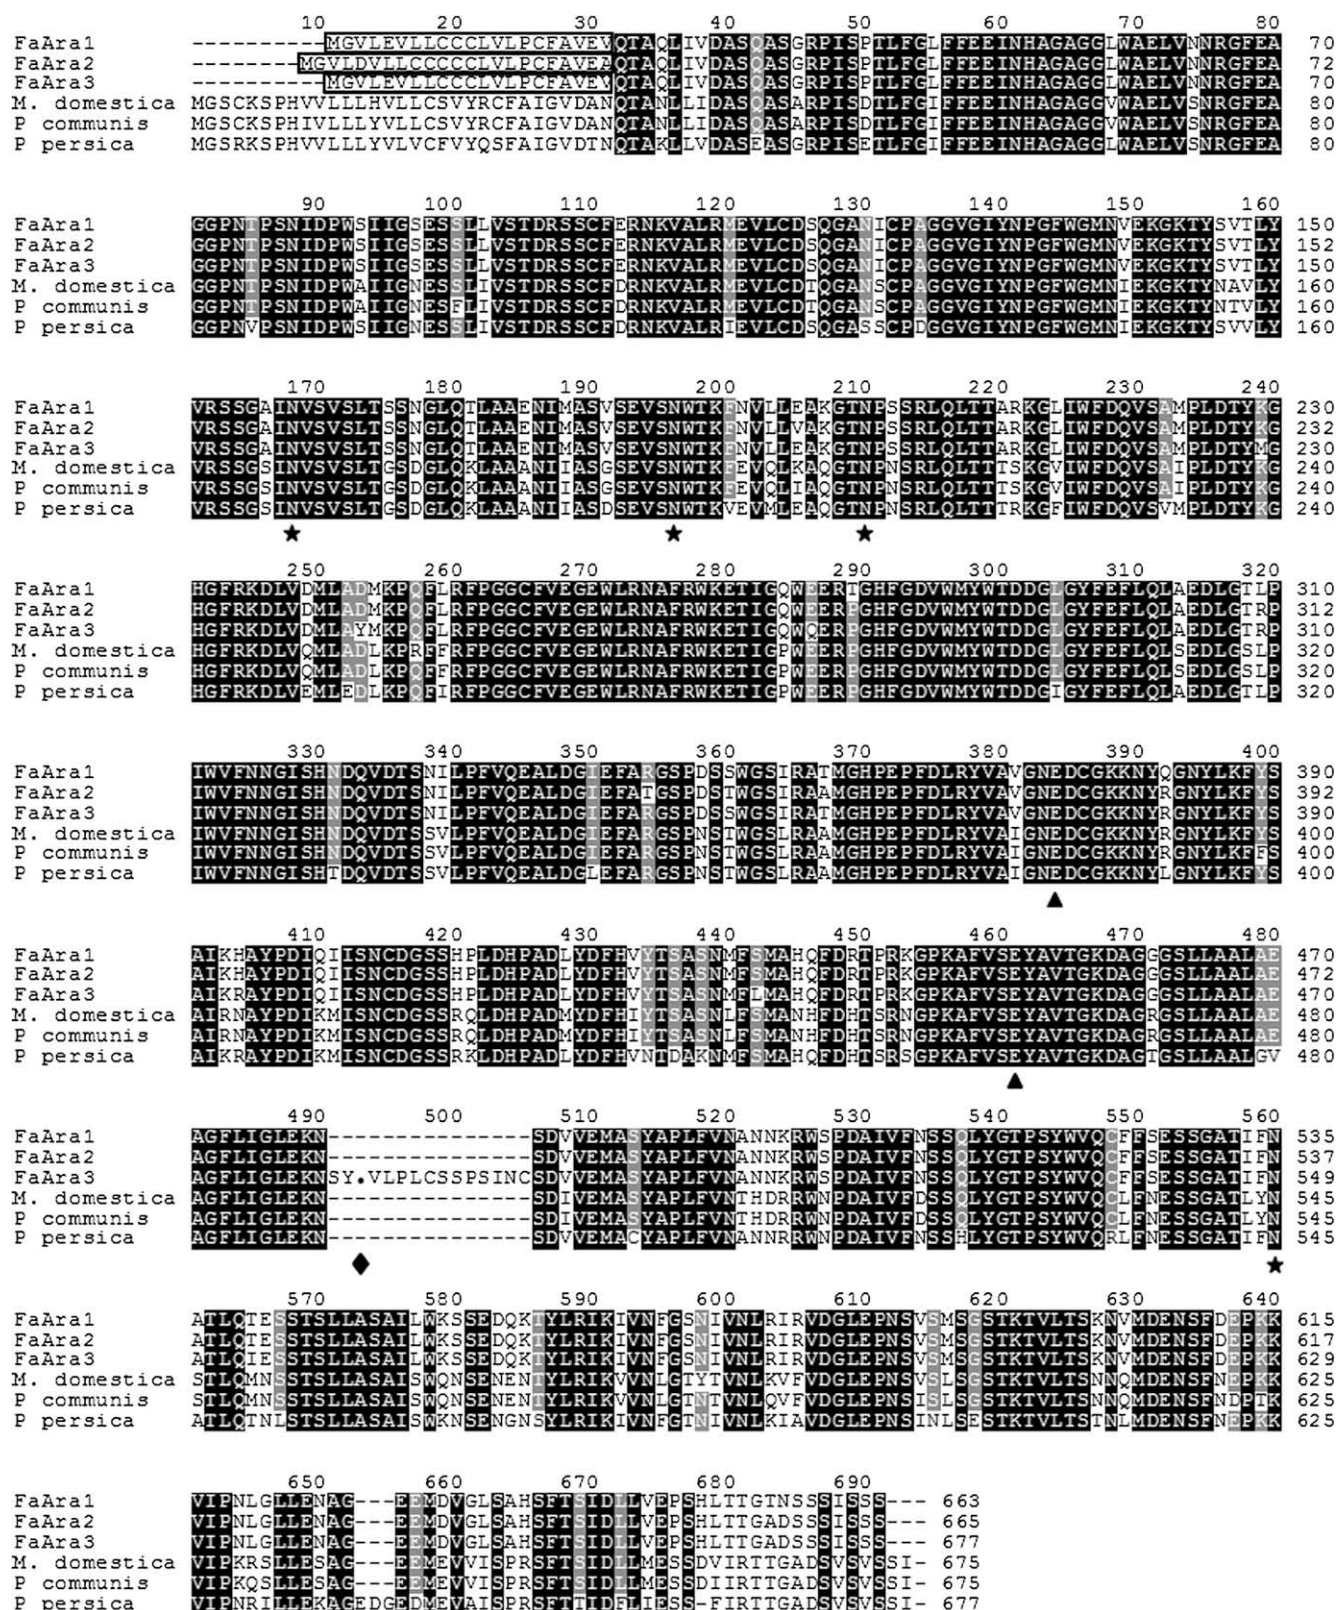 10 20 30 40 50 60 70 80
FaAra1 ----------MGVLEVLLCCCLVLPCFAVEVQTAQLIVDASQASGRPISPTLFGLFFEEINHAGAGGLWAELVNNRGFEA 70
FaAra2 --------MGVLDVLLCCCCCLVLPCFAVEAQTAQLIVDASQASGRPISPTLFGLFFEEINHAGAGGLWAELVNNRGFEA 72
FaAra3 ----------MGVLEVLLCCCLVLPCFAVEVQTAQLIVDASQASGRPISPTLFGLFFEEINHAGAGGLWAELVNNRGFEA 70
M. domestica MGSCKSPHVVLLLHVLLCSVYRCFAIGVDANQTANLLIDASQASARPISDTLFGIFFEEINHAGAGGVWAELVSNRGFEA 80
P communis MGSCKSPHIVLLLYVLLCSVYRCFAIGVDANQTANLLIDASQASARPISDTLFGIFFEEINHAGAGGVWAELVSNRGFEA 80
P persica MGSRKSPHVVLLLYVLVCFVYQSFAIGVDTNQTAKLLVDASEASGRPISETLFGIFFEEINHAGAGGLWAELVSNRGFEA 80
90 100 110 120 130 140 150 160
FaAra1 GGPNTPSNIDPWSIIGSESSLLVSTDRSSCFERNKVALRMEVLCDSQGANICPAGGVGIYNPGFWGMNVEKGKTYSVTLY 150
FaAra2 GGPNTPSNIDPWSIIGSESSLLVSTDRSSCFERNKVALRMEVLCDSQGANICPAGGVGIYNPGFWGMNVEKGKTYSVTLY 152
FaAra3 GGPNTPSNIDPWSIIGSESSLLVSTDRSSCFERNKVALRMEVLCDSQGANICPAGGVGIYNPGFWGMNVEKGKTYSVTLY 150
M. domestica GGPNTPSNIDPWAIIGNESSLIVSTDRSSCFDRNKVALRMEVLCDTQGANSCPAGGVGIYNPGFWGMNIEKGKTYNAVLY 160
P communis GGPNTPSNIDPWAIIGNESFLIVSTDRSSCFDRNKVALRMEVLCDTQGANSCPAGGVGIYNPGFWGMNIEKGKTYNTVLY 160
P persica GGPNVPSNIDPWSIIGNESSLIVSTDRSSCFDRNKVALRIEVLCDSQGASSCPDGGVGIYNPGFWGMNIEKGKTYSVVLY 160
170 180 190 200 210 220 230 240
FaAra1 VRSSGAINVSVSLTSSNGLQTLAAENIMASVSEVSNWTKFNVLLEAKGTNPSSRLQLTTARKGLIWFDQVSAMPLDTYKG 230
FaAra2 VRSSGAINVSVSLTSSNGLQTLAAENIMASVSEVSNWTKFNVLLVAKGTNPSSRLQLTTARKGLIWFDQVSAMPLDTYKG 232
FaAra3 VRSSGAINVSVSLTSSNGLQTLAAENIMASVSEVSNWTKFNVLLEAKGTNPSSRLQLTTARKGLIWFDQVSAMPLDTYMG 230
M. domestica VRSSGSINVSVSLTGSDGLQKLAAANIIASGSEVSNWTKFEVQLKAQGTNPNSRLQLTTTSKGVIWFDQVSAIPLDTYKG 240
P communis VRSSGSINVSVSLTGSDGLQKLAAANIIASGSEVSNWTKFEVQLIAQGTNPNSRLQLTTTSKGVIWFDQVSAIPLDTYKG 240
P persica VRSSGSINVSVSLTGSDGLQKLAAANIIASDSEVSNWTKVEVMLEAQGTNPNSRLQLTTTRKGFIWFDQVSVMPLDTYKG 240
250 260 270 280 290 300 310 320
FaAra1 HGFRKDLVDMLADMKPQFLRFPGGCFVEGEWLRNAFRWKETIGQWEERTGHFGDVWMYWTDDGLGYFEFLQLAEDLGTLP 310
FaAra2 HGFRKDLVDMLADMKPQFLRFPGGCFVEGEWLRNAFRWKETIGQWEERPGHFGDVWMYWTDDGLGYFEFLQLAEDLGTRP 312
FaAra3 HGFRKDLVDMLAYMKPQFLRFPGGCFVEGEWLRNAFRWKETIGQWQERPGHFGDVWMYWTDDGLGYFEFLQLAEDLGTRP 310
M. domestica HGFRKDLVQMLADLKPRFFRFPGGCFVEGEWLRNAFRWKETIGPWEERPGHFGDVWMYWTDDGLGYFEFLQLSEDLGSLP 320
P communis HGFRKDLVQMLADLKPQFFRFPGGCFVEGEWLRNAFRWKETIGPWEERPGHFGDVWMYWTDDGLGYFEFLQLSEDLGSLP 320
P persica HGFRKDLVEMLEDLKPQFIRFPGGCFVEGEWLRNAFRWKETIGPWEERPGHFGDVWMYWTDDGIGYFEFLQLAEDLGTLP 320
330 340 350 360 370 380 390 400
FaAra1 IWVFNNGISHNDQVDTSNILPFVQEALDGIEFARGSPDSSWGSIRATMGHPEPFDLRYVAVGNEDCGKKNYQGNYLKFYS 390
FaAra2 IWVFNNGISHNDQVDTSNILPFVQEALDGIEFATGSPDSTWGSIRAAMGHPEPFDLRYVAVGNEDCGKKNYRGNYLKFYS 392
FaAra3 IWVFNNGISHNDQVDTSNILPFVQEALDGIEFARGSPDSSWGSIRATMGHPEPFDLRYVAVGNEDCGKKNYRGNYLKFYS 390
M. domestica IWVFNNGISHNDQVDTSSVLPFVQEALDGIEFARGSPNSTWGSLRAAMGHPEPFDLRYVAIGNEDCGKKNYRGNYLKFYS 400
P communis IWVFNNGISHNDQVDTSSVLPFVQEALDGIEFARGSPNSTWGSLRAAMGHPEPFDLRYVAIGNEDCGKKNYRGNYLKFFS 400
P persica IWVFNNGISHTDQVDTSSVLPFVQEALDGLEFARGSPNSTWGSLRAAMGHPEPFDLRYVAIGNEDCGKKNYLGNYLKFYS 400
410 420 430 440 450 460 470 480
FaAra1 AIKHAYPDIQIISNCDGSSHPLDHPADLYDFHVYTSASNMFSMAHQFDRTPRKGPKAFVSEYAVTGKDAGGGSLLAALAE 470
FaAra2 AIKHAYPDIQIISNCDGSSHPLDHPADLYDFHVYTSASNMFSMAHQFDRTPRKGPKAFVSEYAVTGKDAGGGSLLAALAE 472
FaAra3 AIKRAYPDIQIISNCDGSSHPLDHPADLYDFHVYTSASNMFLMAHQFDRTPRKGPKAFVSEYAVTGKDAGGGSLLAALAE 470
M. domestica AIRNAYPDIKMISNCDGSSRQLDHPADMYDFHIYTSASNLFSMANHFDHTSRNGPKAFVSEYAVTGKDAGRGSLLAALAE 480
P communis AIRNAYPDIKMISNCDGSSRQLDHPADMYDFHIYTSASNLFSMANHFDHTSRNGPKAFVSEYAVTGKDAGRGSLLAALAE 480
P persica AIKRAYPDIKMISNCDGSSRKLDHPADLYDFHVNTDAKNMFSMAHQFDHTSRSGPKAFVSEYAVTGKDAGTGSLLAALGV 480
490 500 510 520 530 540 550 560
FaAra1 AGFLIGLEKN---------------SDVVEMASYAPLFVNANNKRWSPDAIVFNSSQLYGTPSYWVQCFFSESSGATIFN 535
FaAra2 AGFLIGLEKN---------------SDVVEMASYAPLFVNANNKRWSPDAIVFNSSQLYGTPSYWVQCFFSESSGATIFN 537
FaAra3 AGFLIGLEKNSY•VLPLCSSPSINCSDVVEMASYAPLFVNANNKRWSPDAIVFNSSQLYGTPSYWVQCFFSESSGATIFN 549
M. domestica AGFLIGLEKN---------------SDIVEMASYAPLFVNTHDRRWNPDAIVFDSSQLYGTPSYWVQCLFNESSGATLYN 545
P communis AGFLIGLEKN---------------SDIVEMASYAPLFVNTHDRRWNPDAIVFDSSQLYGTPSYWVQCLFNESSGATLYN 545
P persica AGFLIGLEKN---------------SDVVEMACYAPLFVNANNRRWNPDAIVFNSSHLYGTPSYWVQRLFNESSGATIFN 545
570 580 590 600 610 620 630 640
FaAra1 ATLQTESSTSLLASAILWKSSEDQKTYLRIKIVNFGSNIVNLRIRVDGLEPNSVSMSGSTKTVLTSKNVMDENSFDEPKK 615
FaAra2 ATLQTESSTSLLASAILWKSSEDQKTYLRIKIVNFGSNIVNLRIRVDGLEPNSVSMSGSTKTVLTSKNVMDENSFDEPKK 617
FaAra3 ATLQIESSTSLLASAILWKSSEDQKTYLRIKIVNFGSNIVNLRIRVDGLEPNSVSMSGSTKTVLTSKNVMDENSFDEPKK 629
M. domestica STLQMNSSTSLLASAISWQNSENENTYLRIKVVNLGTYTVNLKVFVDGLEPNSVSLSGSTKTVLTSNNQMDENSFNEPKK 625
P communis STLQMNSSTSLLASAISWQNSENENTYLRIKVVNLGTNTVNLQVFVDGLEPNSISLSGSTKTVLTSNNQMDENSFNDPTK 625
P persica ATLQTNLSTSLLASAISWKNSENGNSYLRIKIVNFGTNIVNLKIAVDGLEPNSINLSESTKTVLTSTNLMDENSFNEPKK 625
650 660 670 680 690
FaAra1 VIPNLGLLENAG---EEMDVGLSAHSFTSIDLLVEPSHLTTGTNSSSISSS--- 663
FaAra2 VIPNLGLLENAG---EEMDVGLSAHSFTSIDLLVEPSHLTTGADSSSISSS--- 665
FaAra3 VIPNLGLLENAG---EEMDVGLSAHSFTSIDLLVEPSHLTTGADSSSISSS--- 677
M. domestica VIPKRSLLESAG---EEMEVVISPRSFTSIDLLMESSDVIRTTGADSVSVSSI- 675
P communis VIPKQSLLESAG---EEMEVVISPRSFTSIDLLMESSDIIRTTGADSVSVSSI- 675
P persica VIPNRILLEKAGEDGEDMEVAISPRSFTTIDFLIESS-FIRTTGADSVSVSSI- 677